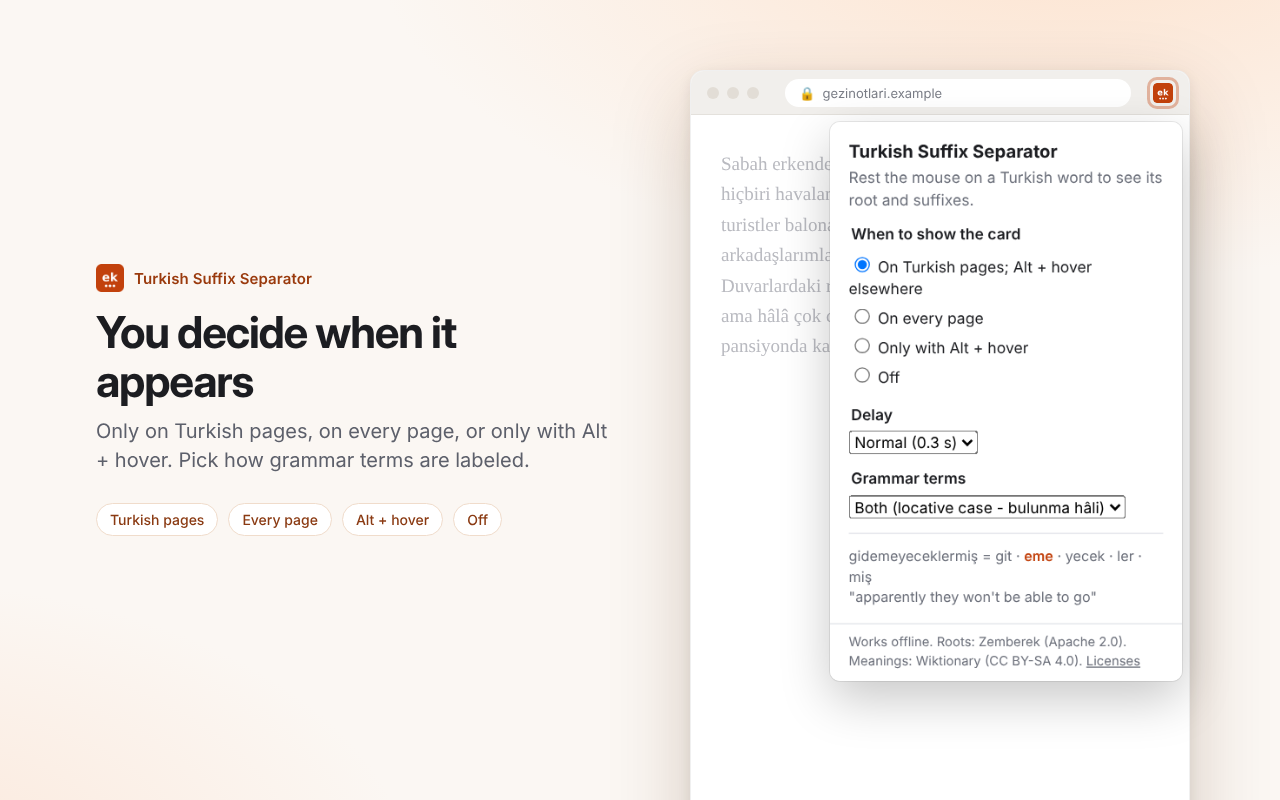 ek
Turkish Suffix Separator
You decide when it
appears
Only on Turkish pages, on every page, or only with Alt
+ hover. Pick how grammar terms are labeled.
Turkish pages
Every page
Alt + hover
Off
gezinotlari.example
ek
Sabah
hiçbiri
turistler
Duvarlardaki
ama hâlâ çok
pansiyonda
Turkish Suffix Separator
Rest the mouse on a Turkish word to see its
root and suffixes.
When to show the card
On Turkish pages; Alt + hover
elsewhere
On every page
Only with Alt + hover
Off
Delay
Normal (0.3 s)
Grammar terms
Both (locative case - bulunma hâli)
gidemeyeceklermiş = git · eme · yecek · ler ·
miş
"apparently they won't be able to go"
Works offline. Roots: Zemberek (Apache 2.0).
Meanings: Wiktionary (CC BY-SA 4.0). Licenses